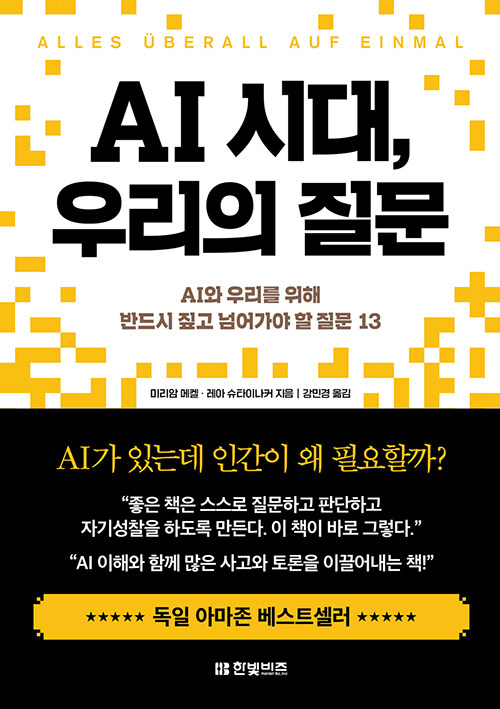 ALLES ÜBERALL AUF EINMAL
AI 시대,
우리의 질문
AI와 우리를 위해
반드시 짚고 넘어가야 할 질문 13
미리암 메켈 · 레아 슈타이나커 지음 | 강민경 옮김
AI가 있는데 인간이 왜 필요할까?
“좋은 책은 스스로 질문하고 판단하고
자기성찰을 하도록 만든다. 이 책이 바로 그렇다.”
“AI 이해와 함께 많은 사고와 토론을 이끌어내는 책!”
★★★★★ 독일 아마존 베스트셀러 ★★★★★
HB 한빛비즈
Hanbit Biz, Inc.